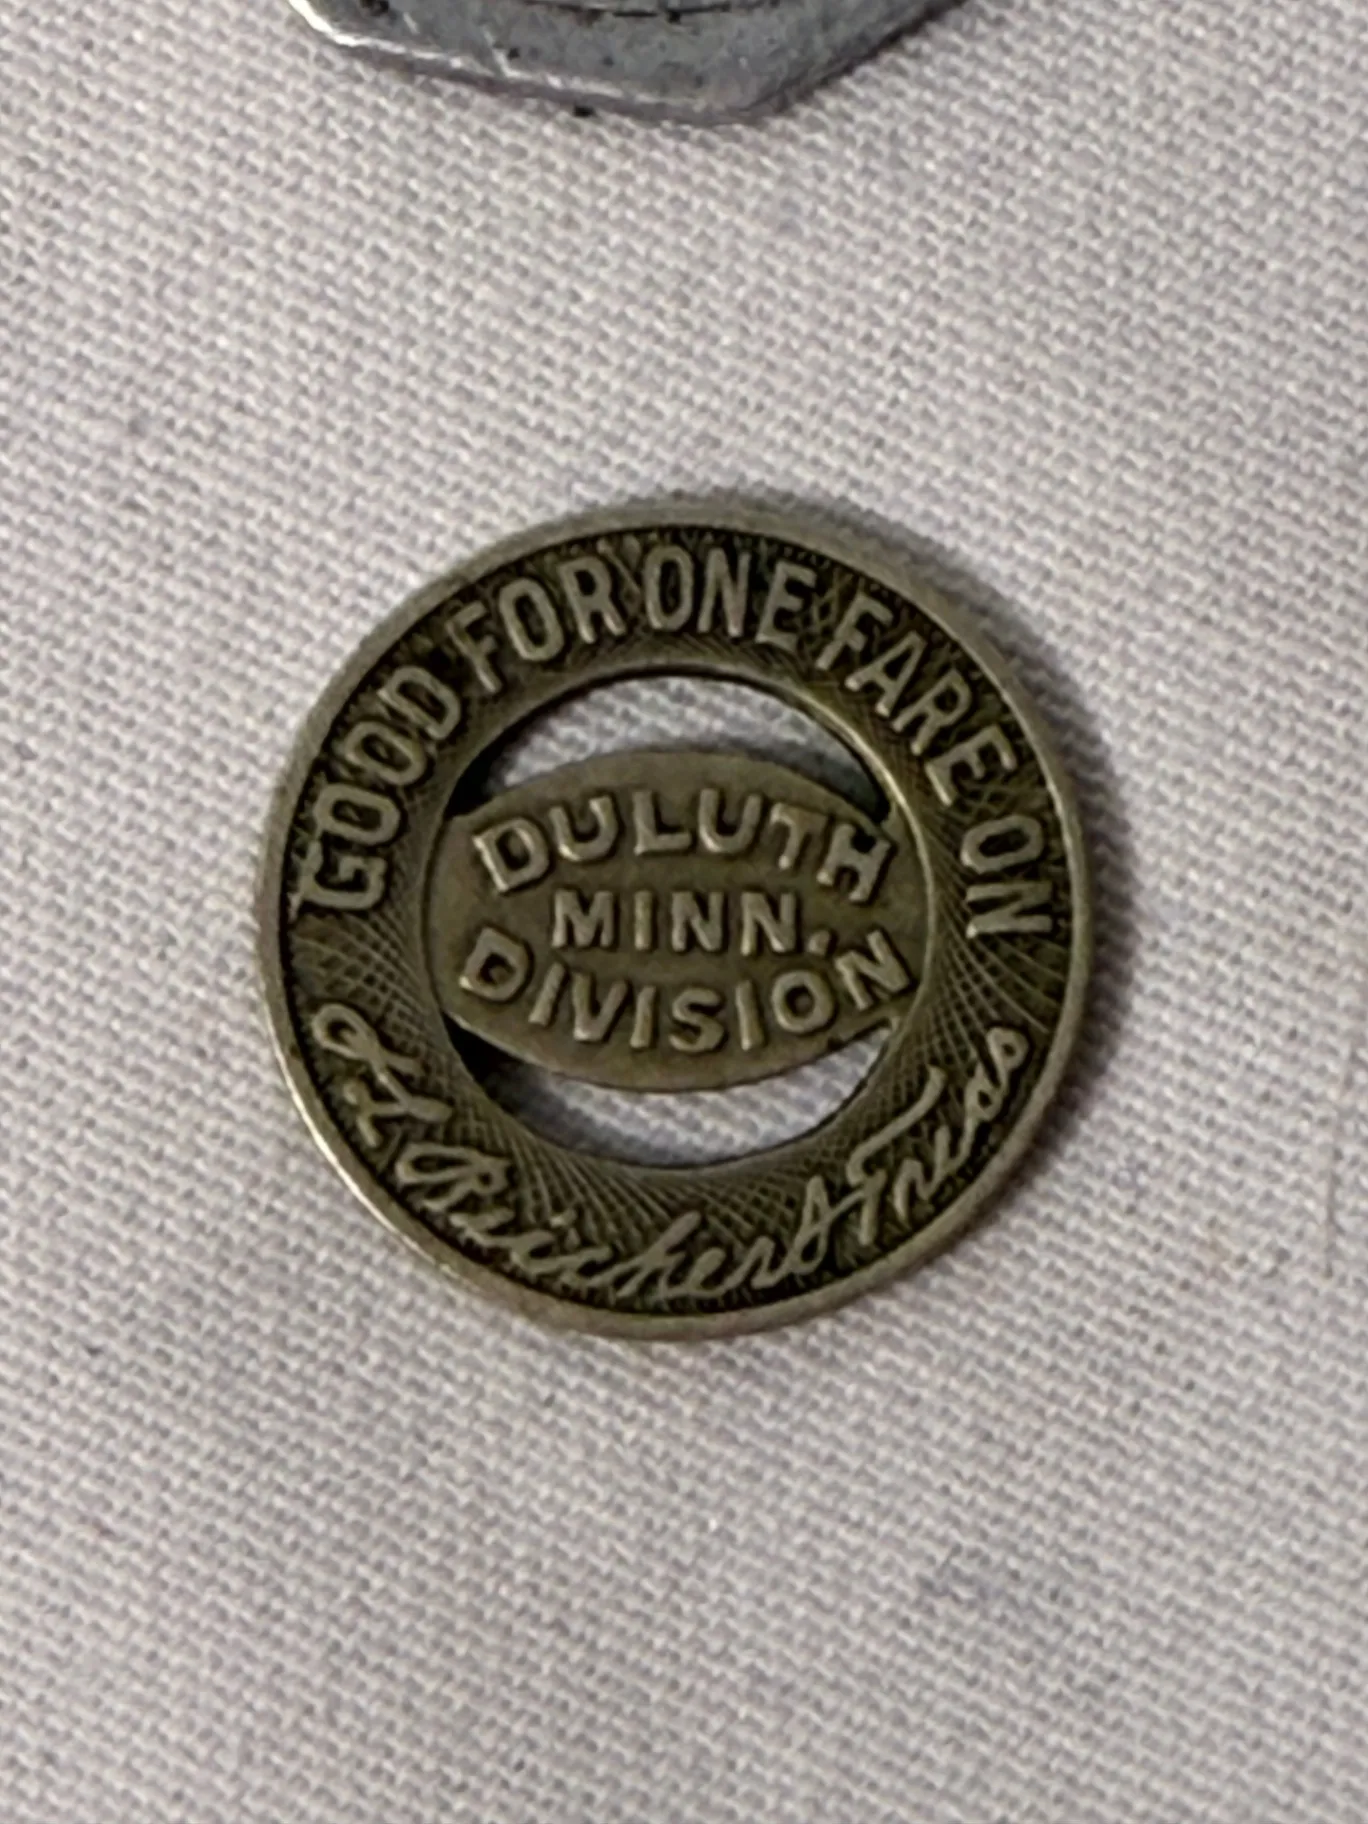 GOOD FOR ONE FARE ON
DULUTH
MINN.
DIVISION